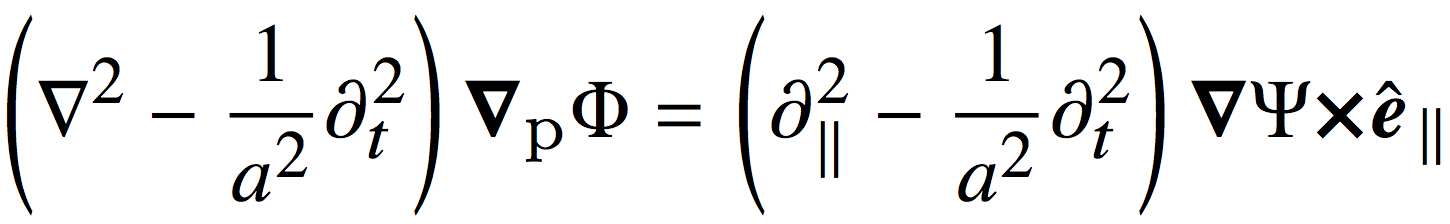 (∇² − 1/a² ∂ₜ²) 𝛁ₚΦ = (∂∥² − 1/a² ∂ₜ²) 𝛁Ψ×ê∥